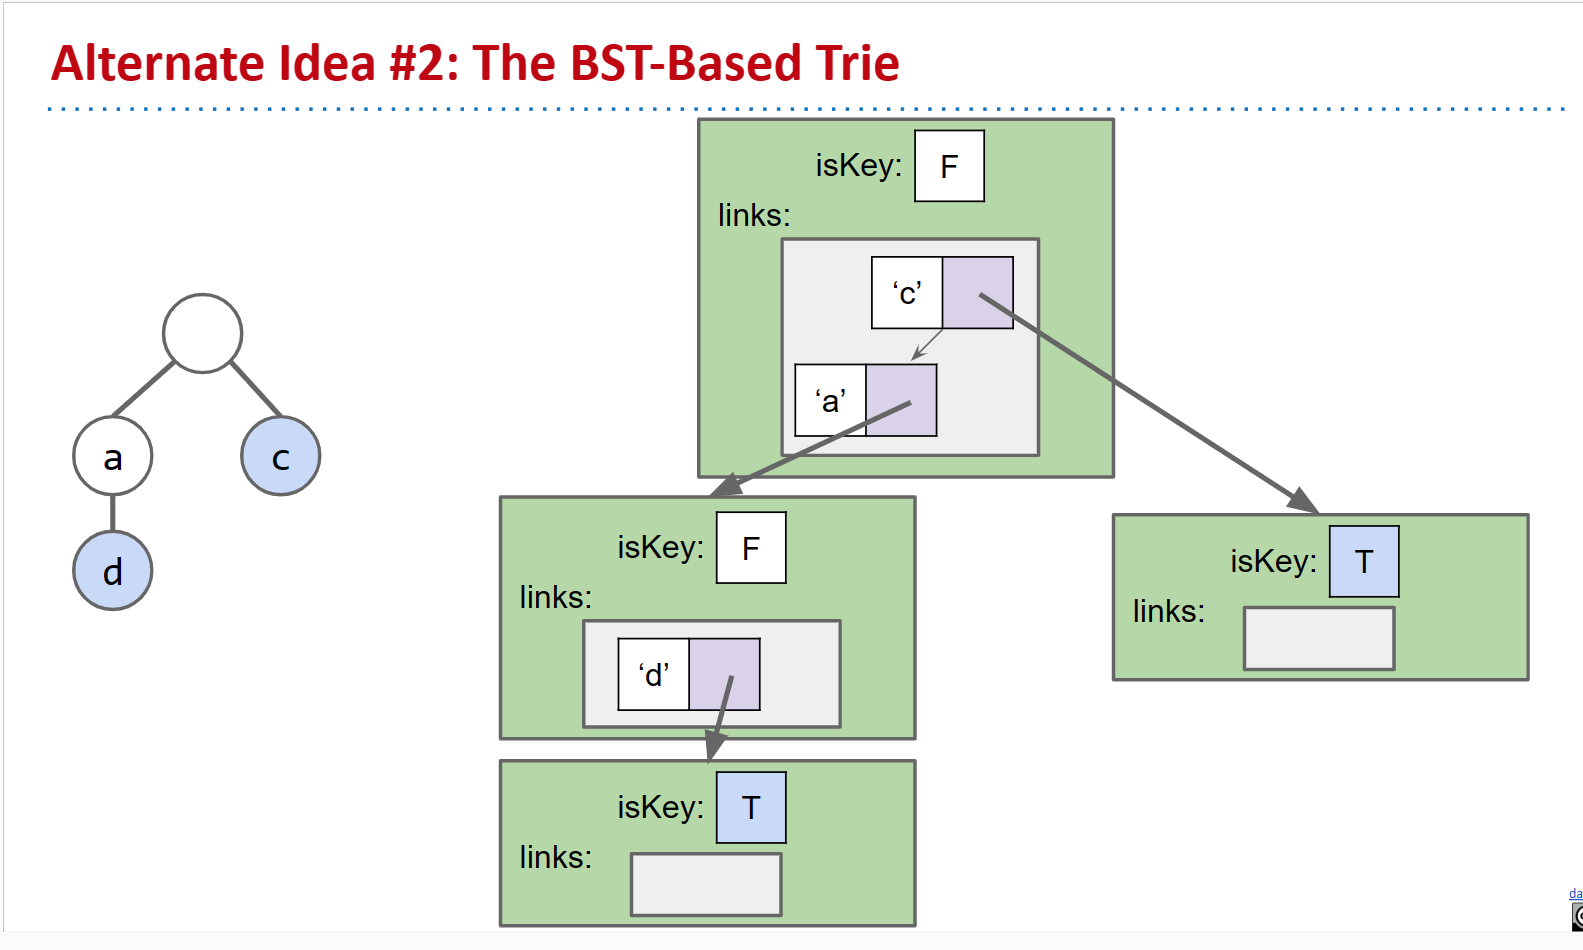 Alternate Idea #2: The BST-Based Trie
isKey: F
links:
‘c’
‘a’
a
c
d
isKey: F
links:
‘d’
isKey: T
links:
isKey: T
links:
da